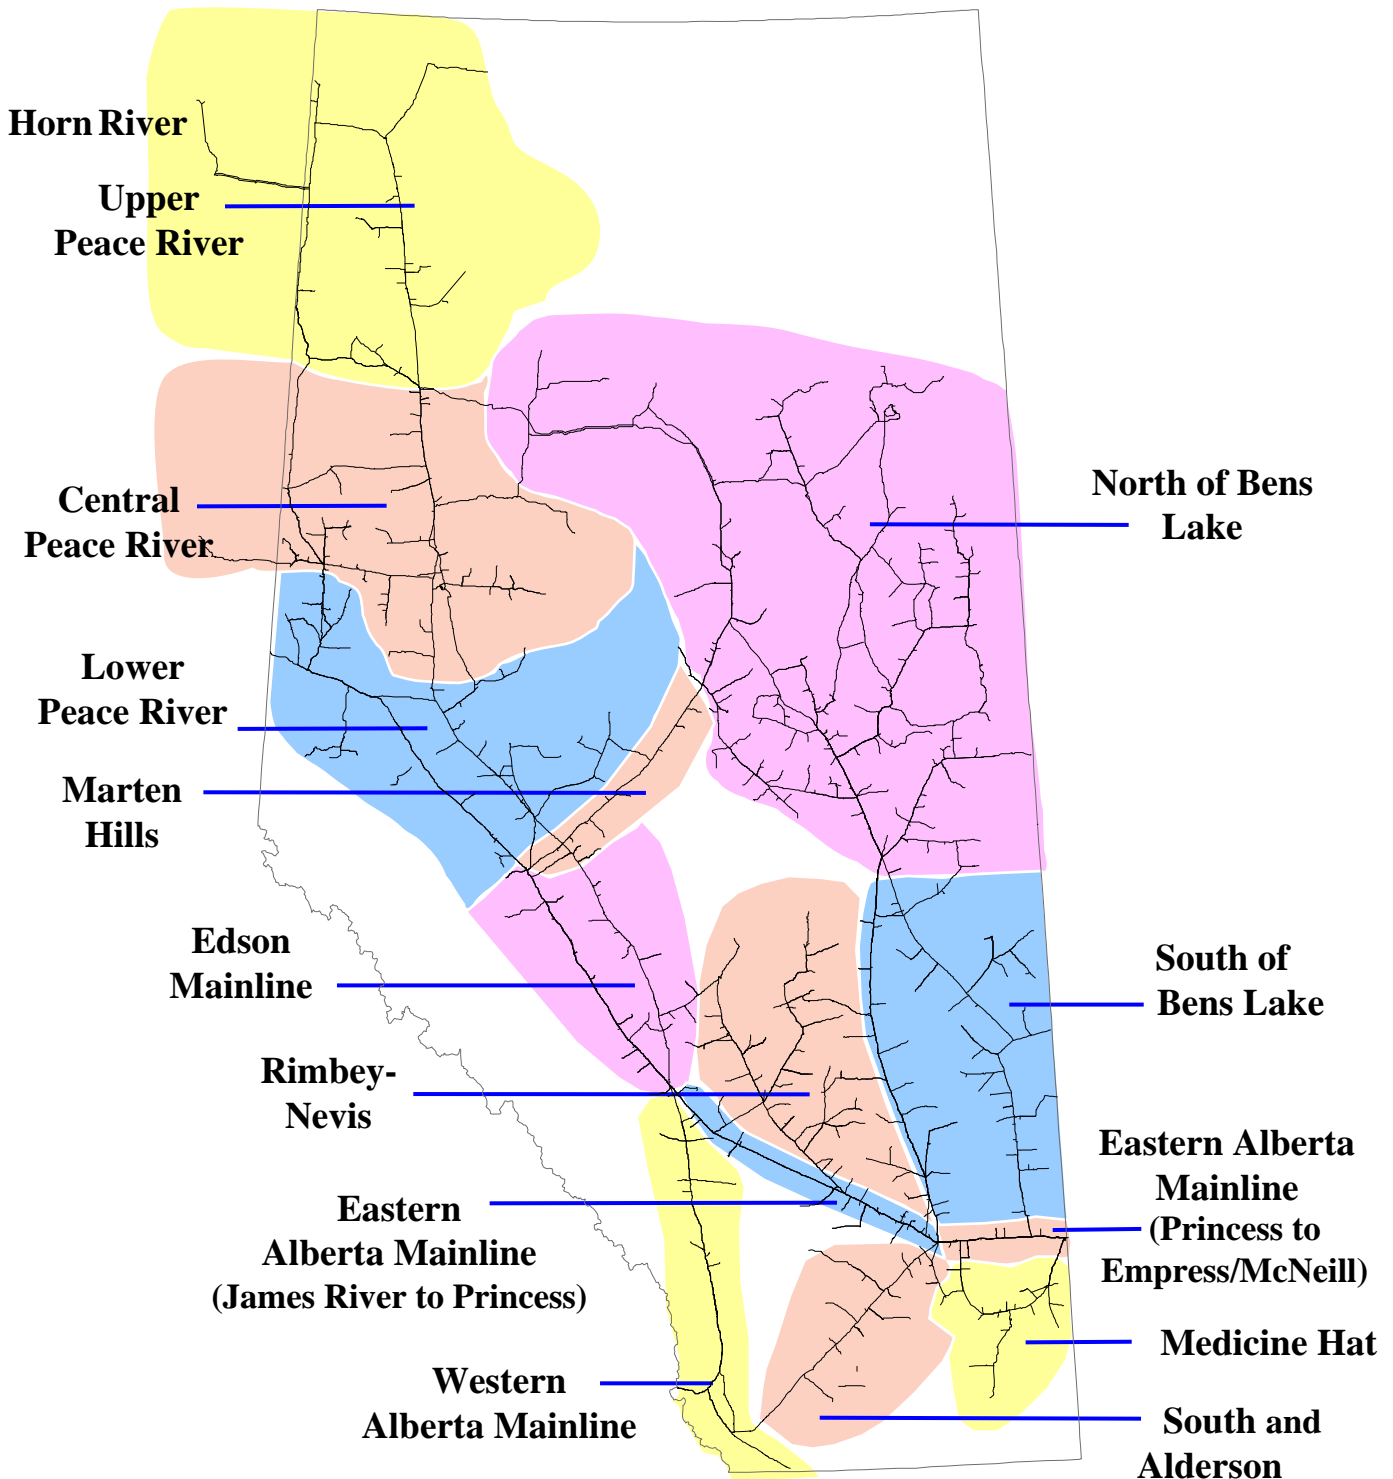 Horn River
Upper
Peace River
Central
Peace River
North of Bens
Lake
Lower
Peace River
Marten
Hills
Edson
Mainline
South of
Bens Lake
Rimbey-
Nevis
Eastern Alberta
Mainline
(Princess to
Empress/McNeill)
Eastern
Alberta Mainline
(James River to Princess)
Medicine Hat
Western
Alberta Mainline
South and
Alderson